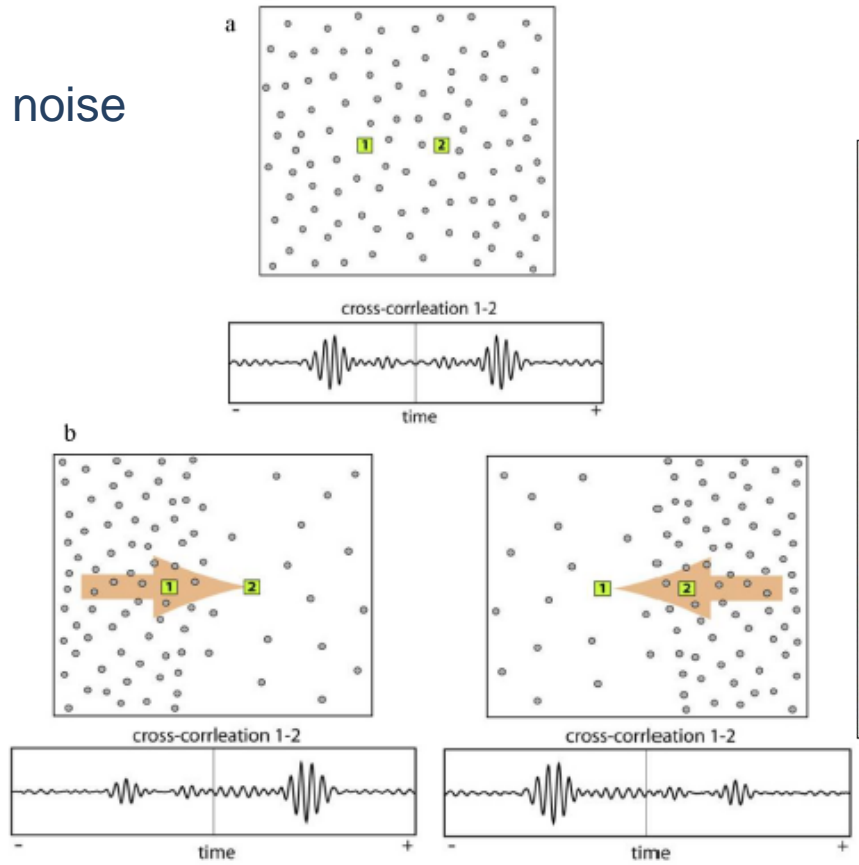 a
noise
1 2
cross-corrleation 1-2
- +
time
b
1 2
1 2
cross-corrleation 1-2
cross-corrleation 1-2
- +
- +
time
time